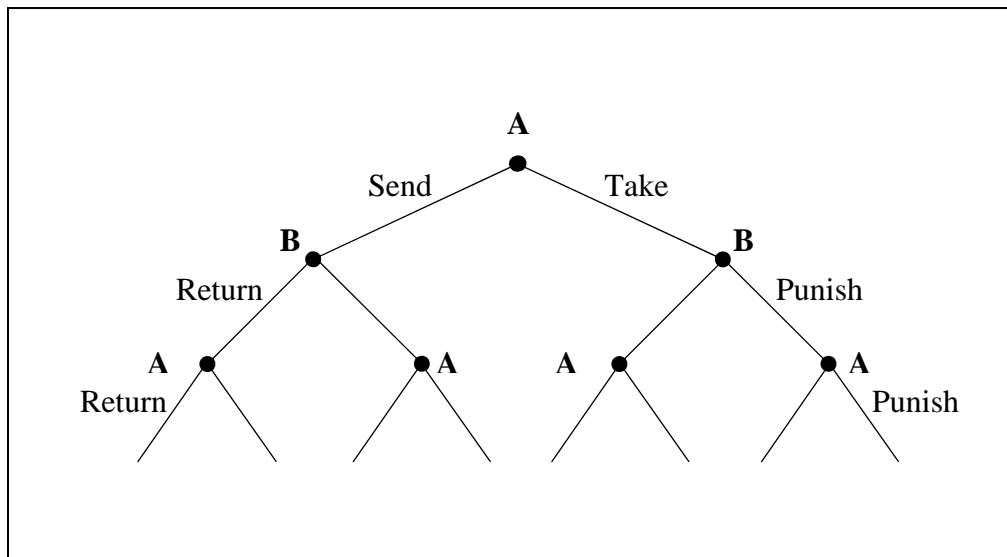 A
Send Take
B B
Return Punish
A A A A
Return Punish